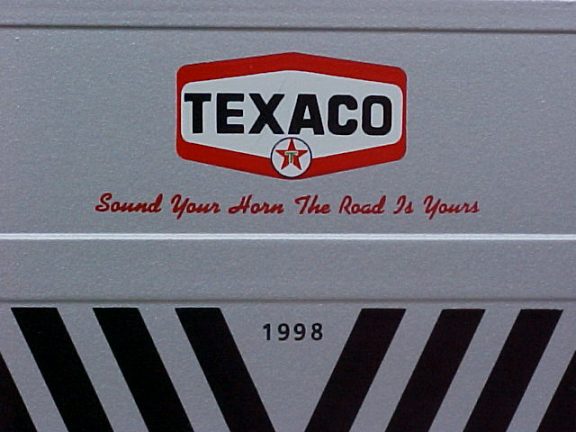 TEXACO
T
Sound Your Horn The Road Is Yours
1998